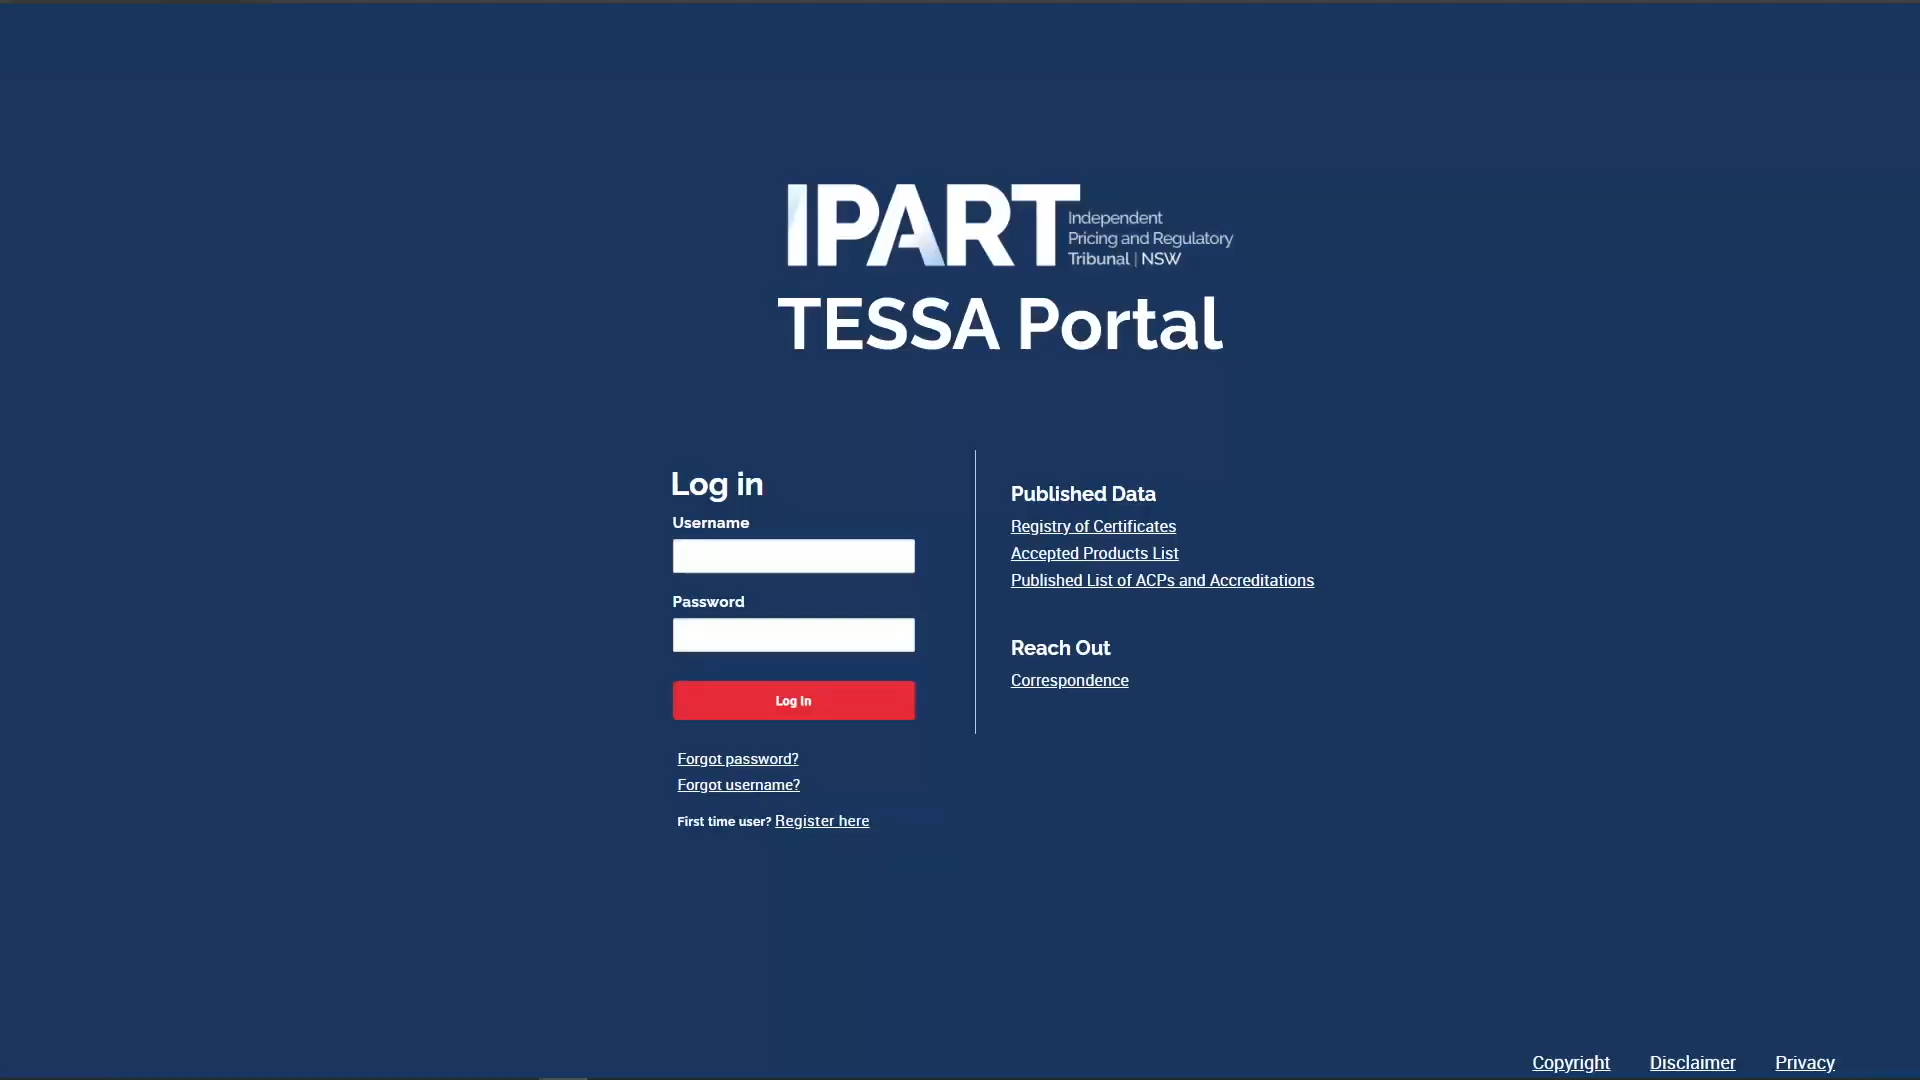 IPART
Independent
Pricing and Regulatory
Tribunal | NSW
TESSA Portal
Log in
Username
Password
Log In
Forgot password?
Forgot username?
First time user? Register here
Published Data
Registry of Certificates
Accepted Products List
Published List of ACPs and Accreditations
Reach Out
Correspondence
Copyright
Disclaimer
Privacy